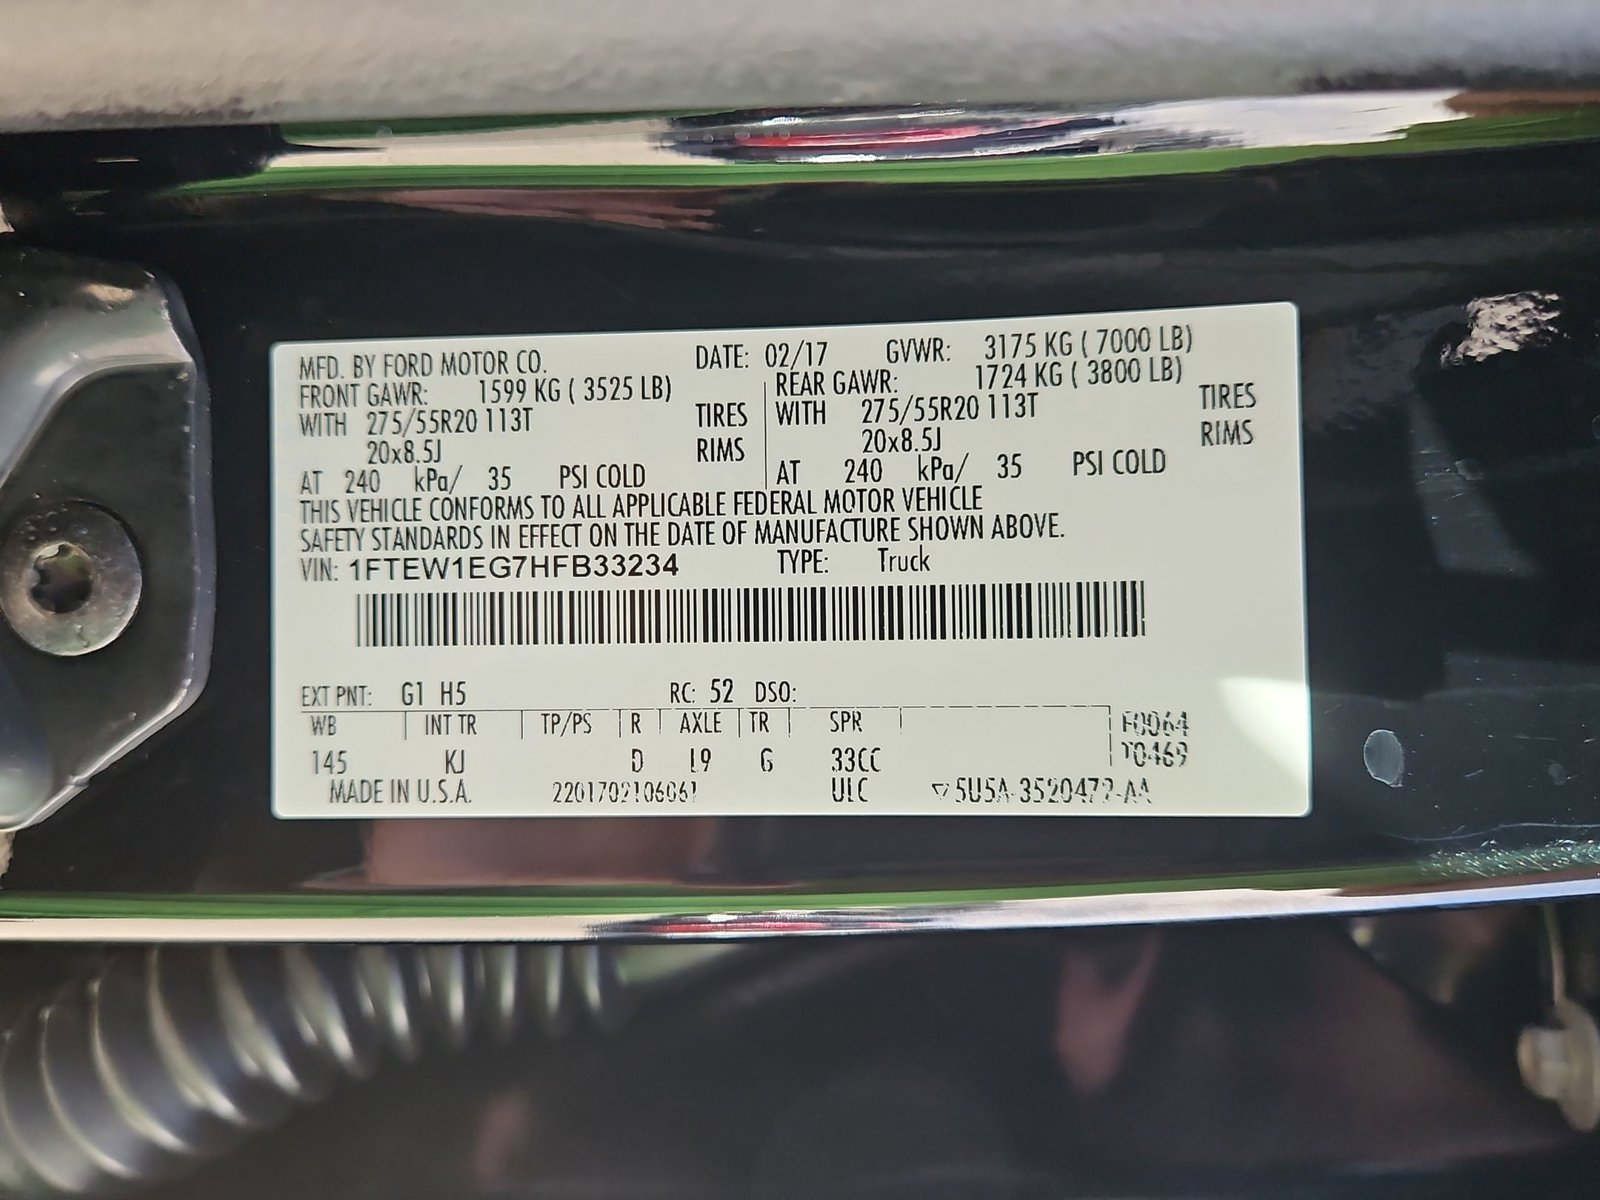 MFD. BY FORD MOTOR CO. DATE: 02/17 GVWR: 3175 KG ( 7000 LB)
FRONT GAWR: 1599 KG ( 3525 LB) REAR GAWR: 1724 KG ( 3800 LB)
WITH 275/55R20 113T TIRES WITH 275/55R20 113T TIRES
20x8.5J RIMS 20x8.5J RIMS
AT 240 kPa/ 35 PSI COLD AT 240 kPa/ 35 PSI COLD
THIS VEHICLE CONFORMS TO ALL APPLICABLE FEDERAL MOTOR VEHICLE
SAFETY STANDARDS IN EFFECT ON THE DATE OF MANUFACTURE SHOWN ABOVE.
VIN: 1FTEW1EG7HFB33234 TYPE: Truck
EXT PNT: G1 H5 RC: 52 DSO:
WB INT TR TP/PS R AXLE TR SPR F0064
145 KJ D L9 G 33CC T0469
MADE IN U.S.A. 2201702106061 ULC 5U5A-3520472-AA